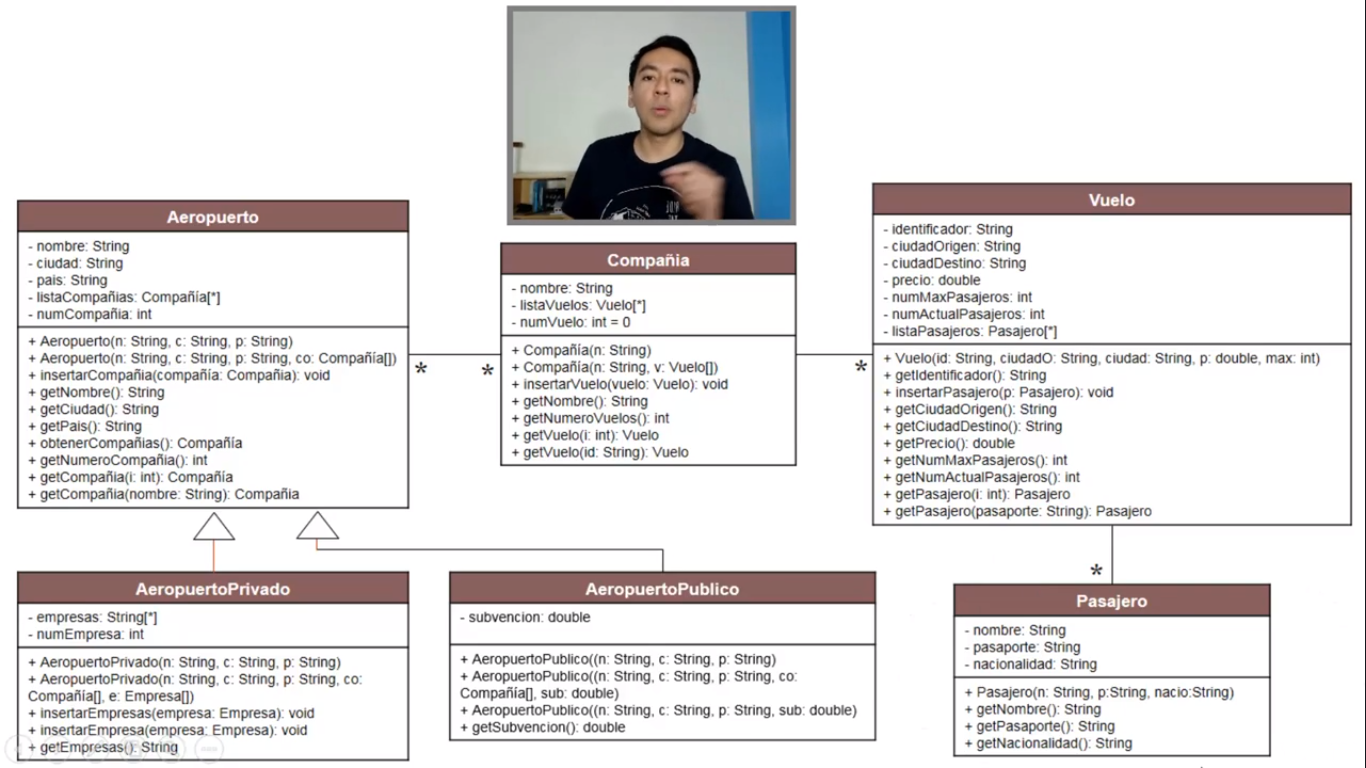 Aeropuerto
- nombre: String
- ciudad: String
- pais: String
- listaCompañias: Compañía[*]
- numCompañia: int
+ Aeropuerto(n: String, c: String, p: String)
+ Aeropuerto(n: String, c: String, p: String, co: Compañía[])
+ insertarCompañia(compañía: Compañia): void
+ getNombre(): String
+ getCiudad(): String
+ getPais(): String
+ obtenerCompañias(): Compañía
+ getNumeroCompañia(): int
+ getCompañia(i: int): Compañía
+ getCompañia(nombre: String): Compañia
*
*
Compañia
- nombre: String
- listaVuelos: Vuelo[*]
- numVuelo: int = 0
+ Compañía(n: String)
+ Compañía(n: String, v: Vuelo[])
+ insertarVuelo(vuelo: Vuelo): void
+ getNombre(): String
+ getNumeroVuelos(): int
+ getVuelo(i: int): Vuelo
+ getVuelo(id: String): Vuelo
*
Vuelo
- identificador: String
- ciudadOrigen: String
- ciudadDestino: String
- precio: double
- numMaxPasajeros: int
- numActualPasajeros: int
- listaPasajeros: Pasajero[*]
+ Vuelo(id: String, ciudadO: String, ciudad: String, p: double, max: int)
+ getIdentificador(): String
+ insertarPasajero(p: Pasajero): void
+ getCiudadOrigen(): String
+ getCiudadDestino(): String
+ getPrecio(): double
+ getNumMaxPasajeros(): int
+ getNumActualPasajeros(): int
+ getPasajero(i: int): Pasajero
+ getPasajero(pasaporte: String): Pasajero
*
AeropuertoPrivado
- empresas: String[*]
- numEmpresa: int
+ AeropuertoPrivado(n: String, c: String, p: String)
+ AeropuertoPrivado(n: String, c: String, p: String, co:
Compañía[], e: Empresa[])
+ insertarEmpresas(empresa: Empresa): void
+ insertarEmpresa(empresa: Empresa): void
+ getEmpresas(): String
AeropuertoPublico
- subvencion: double
+ AeropuertoPublico((n: String, c: String, p: String)
+ AeropuertoPublico((n: String, c: String, p: String, co:
Compañía[], sub: double)
+ AeropuertoPublico((n: String, c: String, p: String, sub: double)
+ getSubvencion(): double
Pasajero
- nombre: String
- pasaporte: String
- nacionalidad: String
+ Pasajero(n: String, p:String, nacio:String)
+ getNombre(): String
+ getPasaporte(): String
+ getNacionalidad(): String